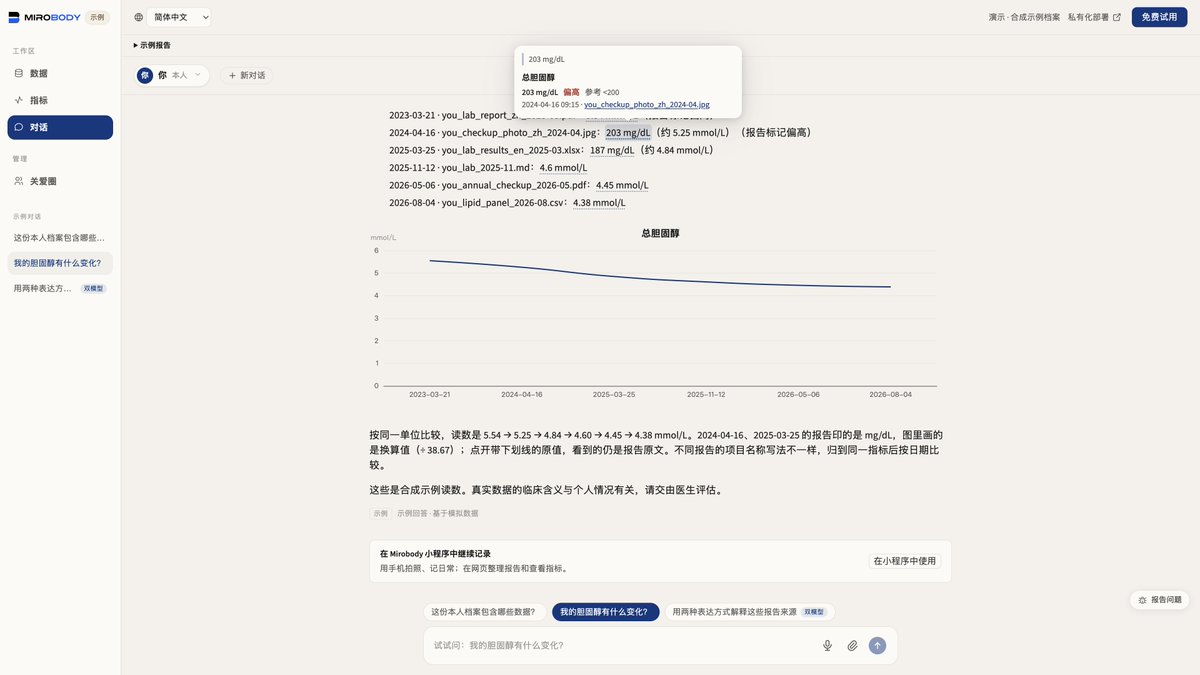 MIROBODY 示例
简体中文
演示 · 合成示例档案
私有化部署
免费试用
工作区
数据
指标
对话
管理
关爱圈
示例对话
这份本人档案包含哪些...
我的胆固醇有什么变化?
用两种表达方式... 双模型
示例报告
你 你 本人
+ 新对话
203 mg/dL
总胆固醇
203 mg/dL 偏高 参考 <200
2024-04-16 09:15 · you_checkup_photo_zh_2024-04.jpg
2023-03-21 · you_lab_report_
2024-04-16 · you_checkup_photo_zh_2024-04.jpg: 203 mg/dL(约 5.25 mmol/L)(报告标记偏高)
2025-03-25 · you_lab_results_en_2025-03.xlsx: 187 mg/dL(约 4.84 mmol/L)
2025-11-12 · you_lab_2025-11.md: 4.6 mmol/L
2026-05-06 · you_annual_checkup_2026-05.pdf: 4.45 mmol/L
2026-08-04 · you_lipid_panel_2026-08.csv: 4.38 mmol/L
总胆固醇
mmol/L
6
5
4
3
2
1
0
2023-03-21 2024-04-16 2025-03-25 2025-11-12 2026-05-06 2026-08-04
按同一单位比较,读数是 5.54 → 5.25 → 4.84 → 4.60 → 4.45 → 4.38 mmol/L。2024-04-16、2025-03-25 的报告印的是 mg/dL,图里画的
是换算值(÷ 38.67);点开带下划线的原值,看到的仍是报告原文。不同报告的项目名称写法不一样,归到同一指标后按日期比
较。
这些是合成示例读数。真实数据的临床含义与个人情况有关,请交由医生评估。
示例 示例回答 · 基于模拟数据
在 Mirobody 小程序中继续记录
用手机拍照、记日常;在网页整理报告和查看指标。
在小程序中使用
这份本人档案包含哪些数据?
我的胆固醇有什么变化?
用两种表达方式解释这些报告来源 双模型
试试问:我的胆固醇有什么变化?
报告问题